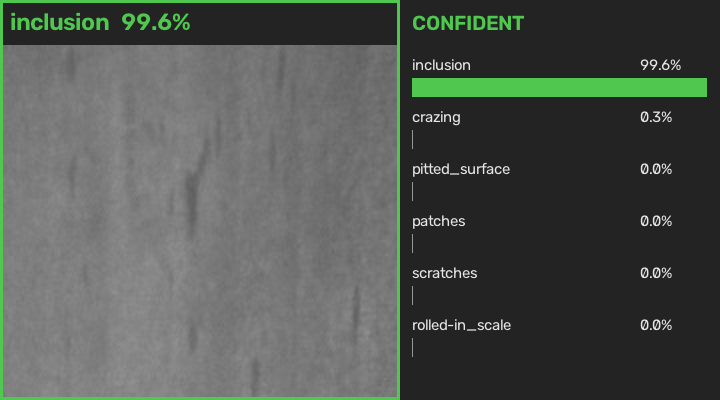 inclusion 99.6%
CONFIDENT
inclusion 99.6%
crazing 0.3%
pitted_surface 0.0%
patches 0.0%
scratches 0.0%
rolled-in_scale 0.0%